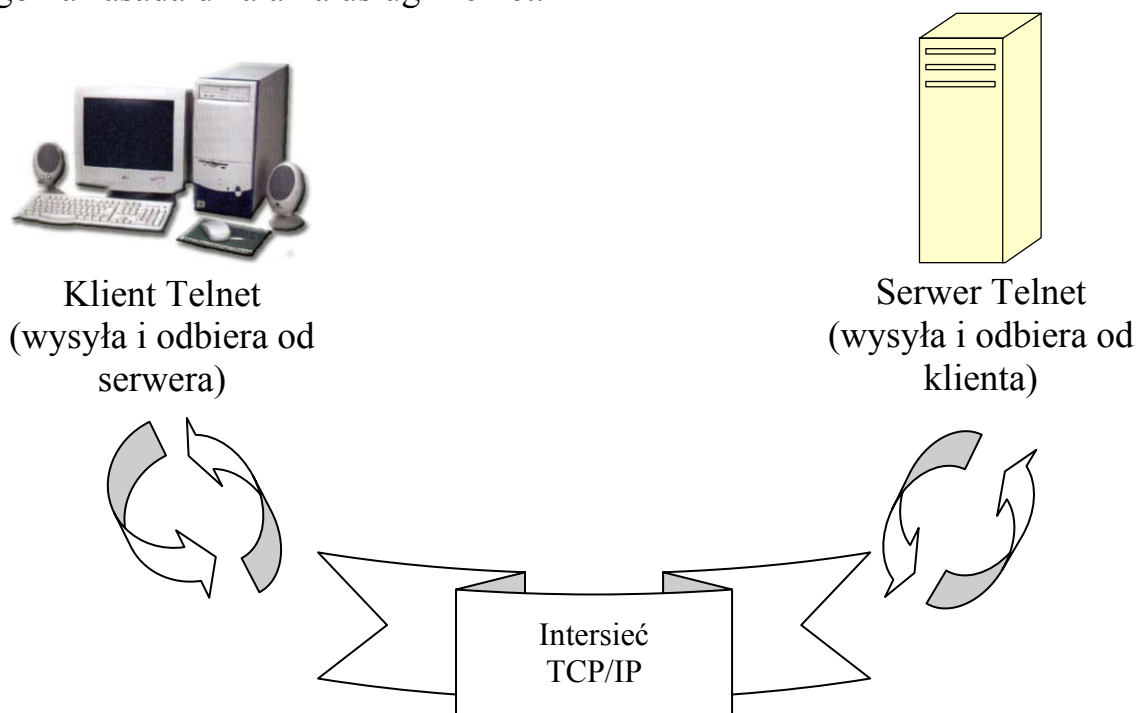 Klient Telnet
(wysyła i odbiera od
serwera)
Serwer Telnet
(wysyła i odbiera od
klienta)
Intersieć
TCP/IP